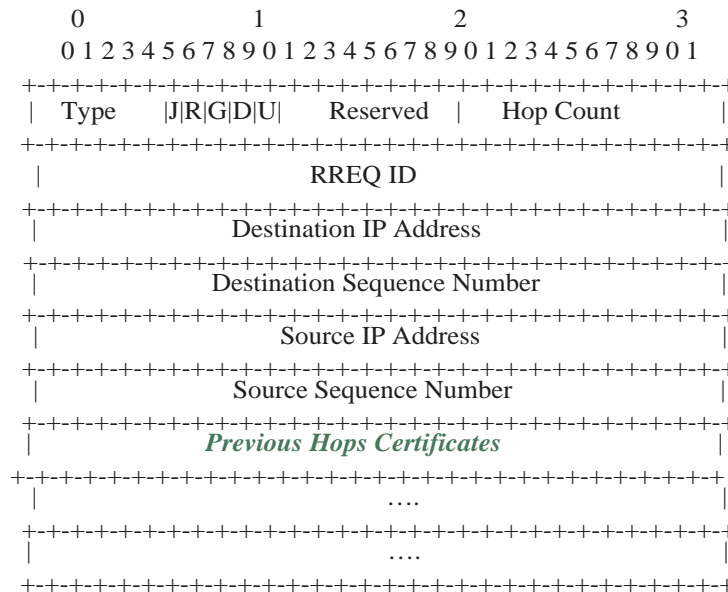 0 1 2 3
0 1 2 3 4 5 6 7 8 9 0 1 2 3 4 5 6 7 8 9 0 1 2 3 4 5 6 7 8 9 0 1
+-+-+-+-+-+-+-+-+-+-+-+-+-+-+-+-+-+-+-+-+-+-+-+-+-+-+-+-+-+-+-+-+
| Type |J|R|G|D|U| Reserved | Hop Count |
+-+-+-+-+-+-+-+-+-+-+-+-+-+-+-+-+-+-+-+-+-+-+-+-+-+-+-+-+-+-+-+-+
| RREQ ID |
+-+-+-+-+-+-+-+-+-+-+-+-+-+-+-+-+-+-+-+-+-+-+-+-+-+-+-+-+-+-+-+-+
| Destination IP Address |
+-+-+-+-+-+-+-+-+-+-+-+-+-+-+-+-+-+-+-+-+-+-+-+-+-+-+-+-+-+-+-+-+
| Destination Sequence Number |
+-+-+-+-+-+-+-+-+-+-+-+-+-+-+-+-+-+-+-+-+-+-+-+-+-+-+-+-+-+-+-+-+
| Source IP Address |
+-+-+-+-+-+-+-+-+-+-+-+-+-+-+-+-+-+-+-+-+-+-+-+-+-+-+-+-+-+-+-+-+
| Source Sequence Number |
+-+-+-+-+-+-+-+-+-+-+-+-+-+-+-+-+-+-+-+-+-+-+-+-+-+-+-+-+-+-+-+-+
| Previous Hops Certificates |
+-+-+-+-+-+-+-+-+-+-+-+-+-+-+-+-+-+-+-+-+-+-+-+-+-+-+-+-+-+-+-+-+
| .... |
+-+-+-+-+-+-+-+-+-+-+-+-+-+-+-+-+-+-+-+-+-+-+-+-+-+-+-+-+-+-+-+-+
| .... |
+-+-+-+-+-+-+-+-+-+-+-+-+-+-+-+-+-+-+-+-+-+-+-+-+-+-+-+-+-+-+-+-+